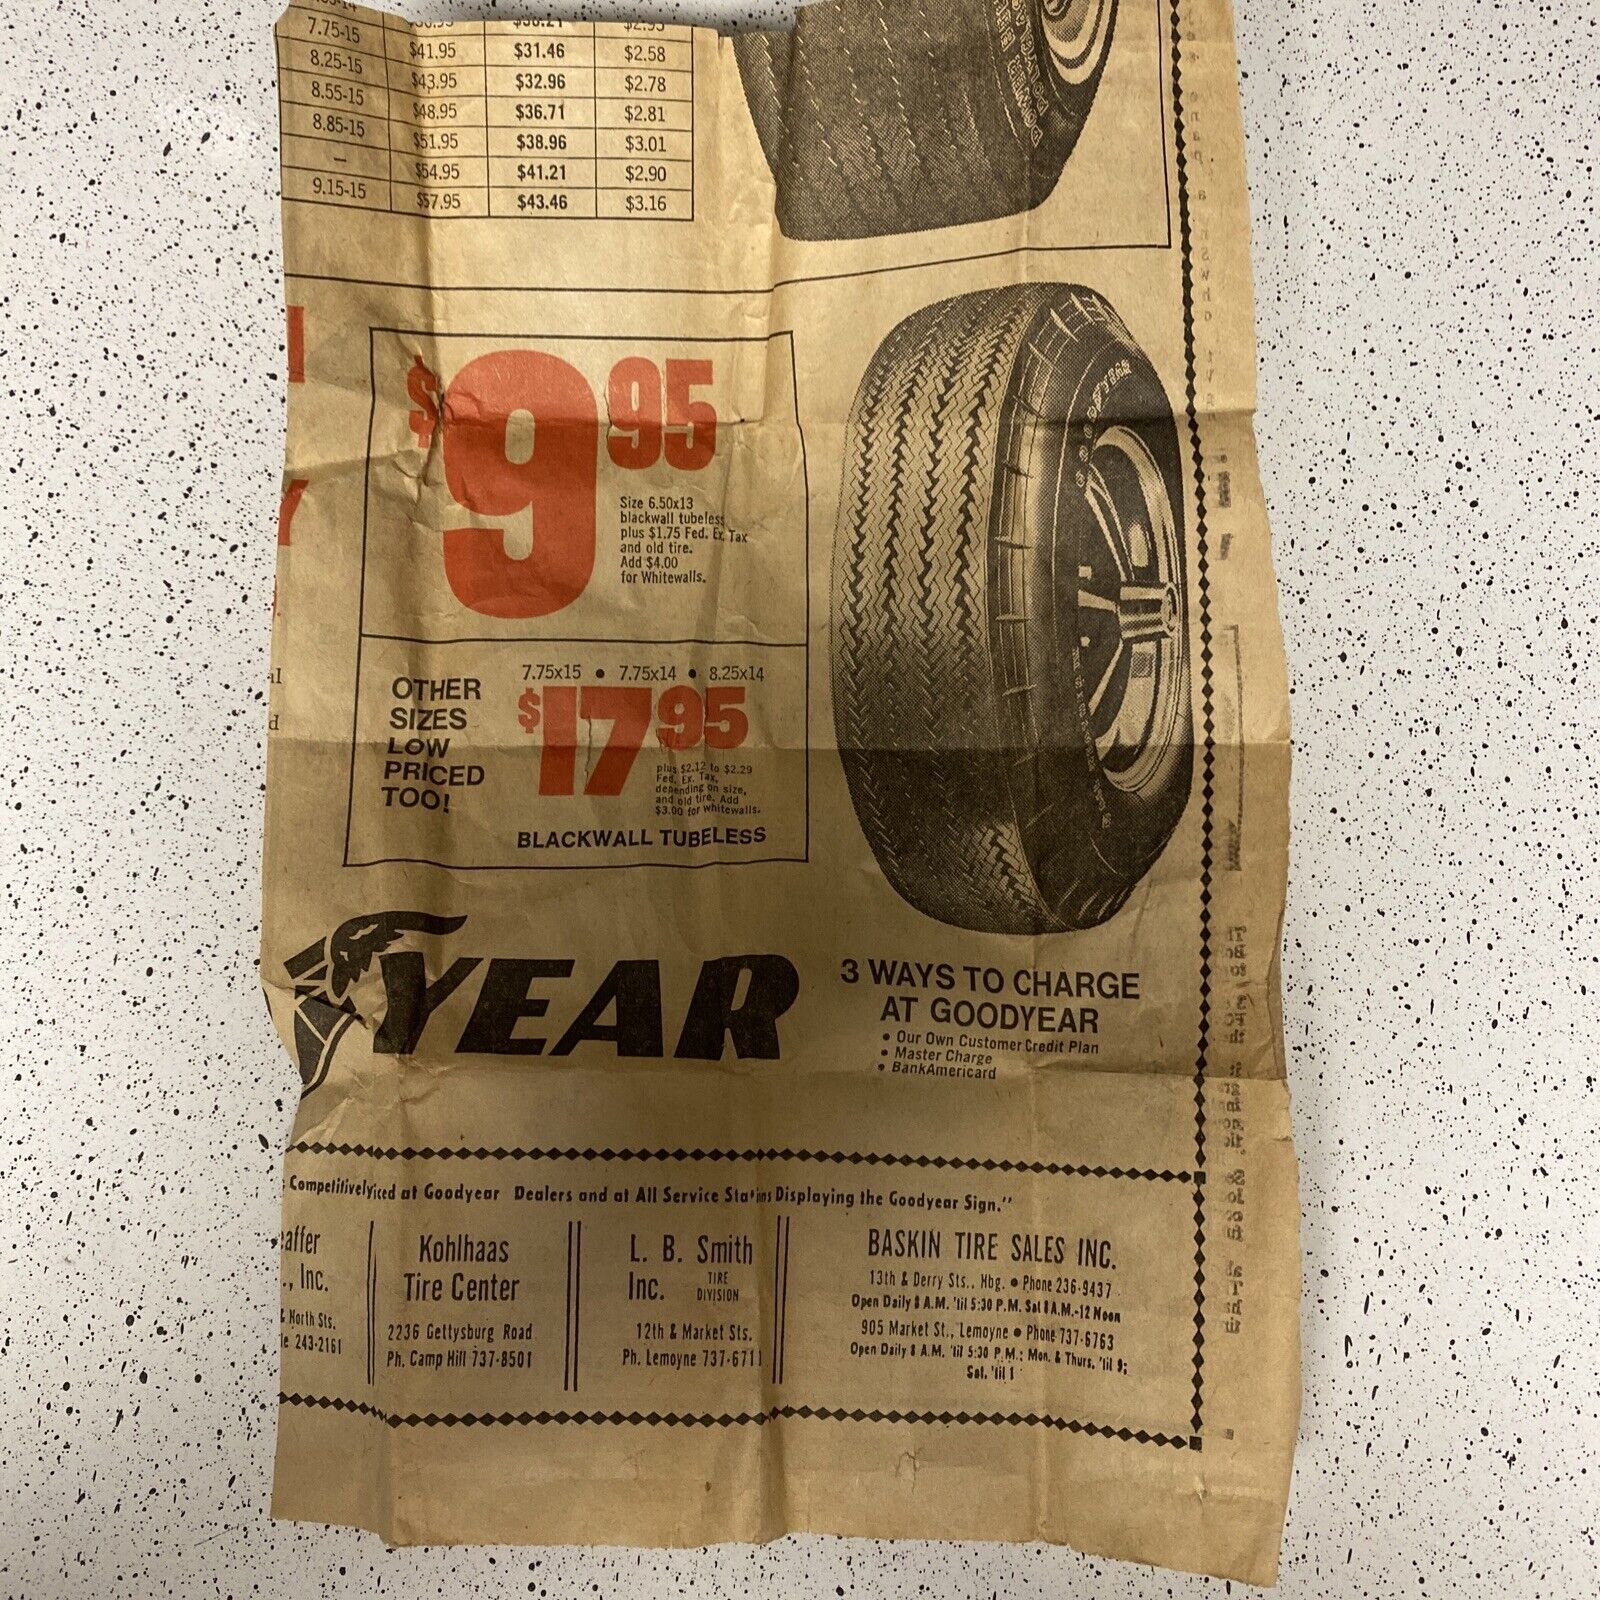 7.75-15 $31.46 $2.58
$41.95
8.25-15 $43.95 $32.96 $2.78
8.55-15 $48.95 $36.71 $2.81
8.85-15 $51.95 $38.96 $3.01
— $54.95 $41.21 $2.90
9.15-15 $57.95 $43.46 $3.16
POWER BELT
POLYGLAS
$9 95
Size 6.50x13
blackwall tubeless
plus $1.75 Fed. Ex. Tax
and old tire.
Add $4.00
for Whitewalls.
GOODYEAR
OTHER
SIZES
LOW
PRICED
TOO!
7.75x15 • 7.75x14 • 8.25x14
$17 95
plus $2.12 to $2.29
Fed. Ex. Tax,
depending on size,
and old tire. Add
$3.00 for whitewalls.
BLACKWALL TUBELESS
YEAR
3 WAYS TO CHARGE
AT GOODYEAR
• Our Own Customer Credit Plan
• Master Charge
• BankAmericard
Competitively iced at Goodyear Dealers and at All Service Stations Displaying the Goodyear Sign."
affer
., Inc.
& North Sts.
le 243-2161
Kohlhaas
Tire Center
2236 Gettysburg Road
Ph. Camp Hill 737-8501
L. B. Smith
Inc. TIRE
DIVISION
12th & Market Sts.
Ph. Lemoyne 737-6711
BASKIN TIRE SALES INC.
13th & Derry Sts., Hbg. • Phone 236-9437
Open Daily 8 A.M. 'til 5:30 P.M. Sat 8 A.M.-12 Noon
905 Market St., Lemoyne • Phone 737-6763
Open Daily 8 A.M. 'til 5:30 P.M.; Mon. & Thurs. 'til 9;
Sat. 'til 1